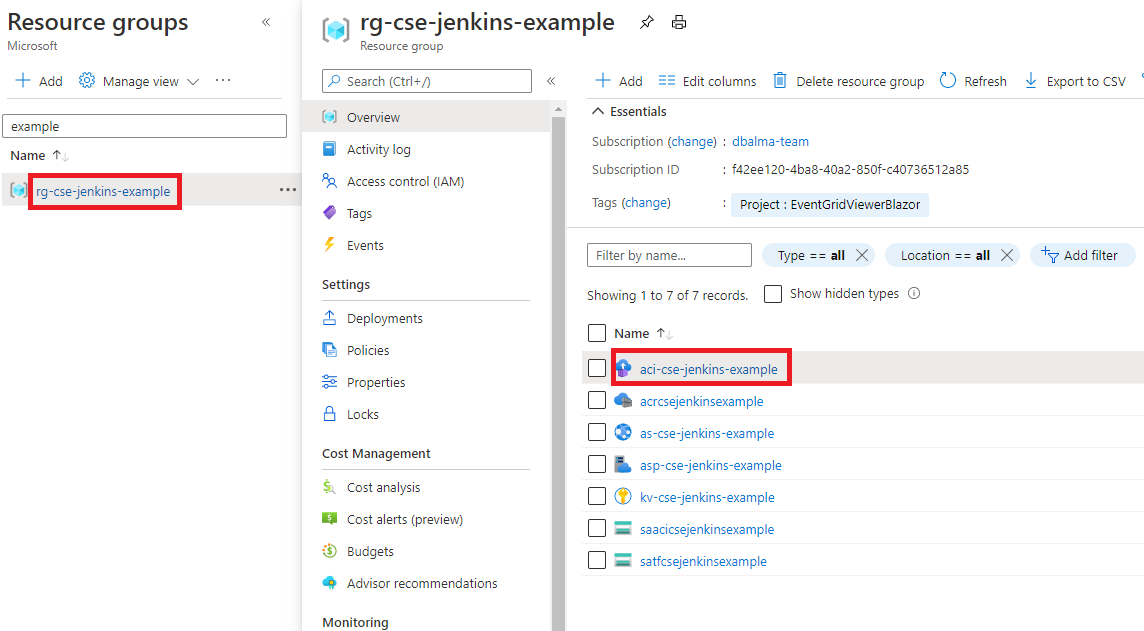 Resource groups
Microsoft
Add Manage view
example
Name
rg-cse-jenkins-example
rg-cse-jenkins-example
Resource group
Search (Ctrl+/)
Overview
Activity log
Access control (IAM)
Tags
Events
Settings
Deployments
Policies
Properties
Locks
Cost Management
Cost analysis
Cost alerts (preview)
Budgets
Advisor recommendations
Monitoring
Add Edit columns Delete resource group Refresh Export to CSV
Essentials
Subscription (change) : dbalma-team
Subscription ID : f42ee120-4ba8-40a2-850f-c40736512a85
Tags (change) : Project : EventGridViewerBlazor
Filter by name... Type == all Location == all Add filter
Showing 1 to 7 of 7 records. Show hidden types
Name
aci-cse-jenkins-example
acrcsejenkinsexample
as-cse-jenkins-example
asp-cse-jenkins-example
kv-cse-jenkins-example
saacicsejenkinsexample
satfcsejenkinsexample